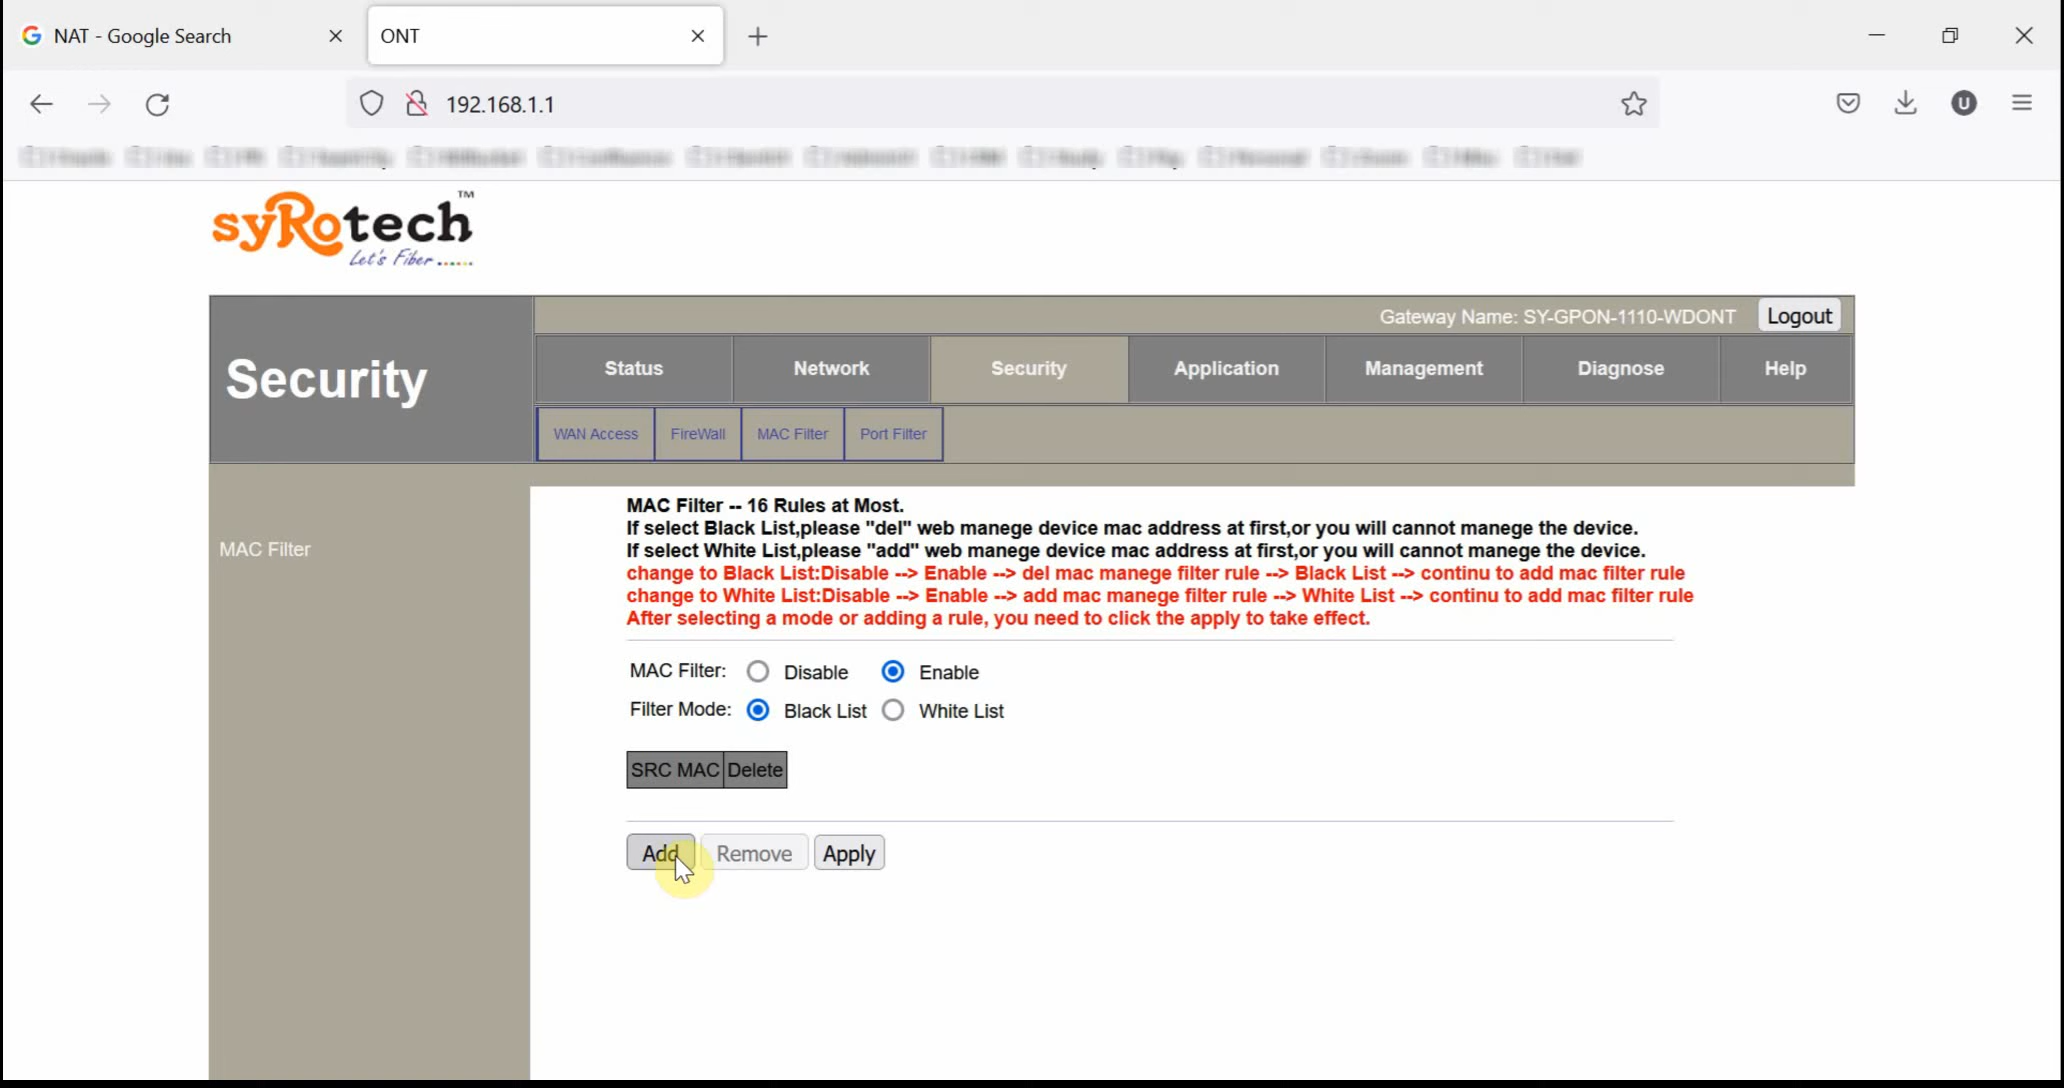 NAT - Google Search
ONT
192.168.1.1
U
syRotech™
Let's Fiber ......
Gateway Name: SY-GPON-1110-WDONT Logout
Security
Status Network Security Application Management Diagnose Help
WAN Access FireWall MAC Filter Port Filter
MAC Filter
MAC Filter -- 16 Rules at Most.
If select Black List,please "del" web manege device mac address at first,or you will cannot manege the device.
If select White List,please "add" web manege device mac address at first,or you will cannot manege the device.
change to Black List:Disable --> Enable --> del mac manege filter rule --> Black List --> continu to add mac filter rule
change to White List:Disable --> Enable --> add mac manege filter rule --> White List --> continu to add mac filter rule
After selecting a mode or adding a rule, you need to click the apply to take effect.
MAC Filter: Disable Enable
Filter Mode: Black List White List
SRC MAC Delete
Add Remove Apply